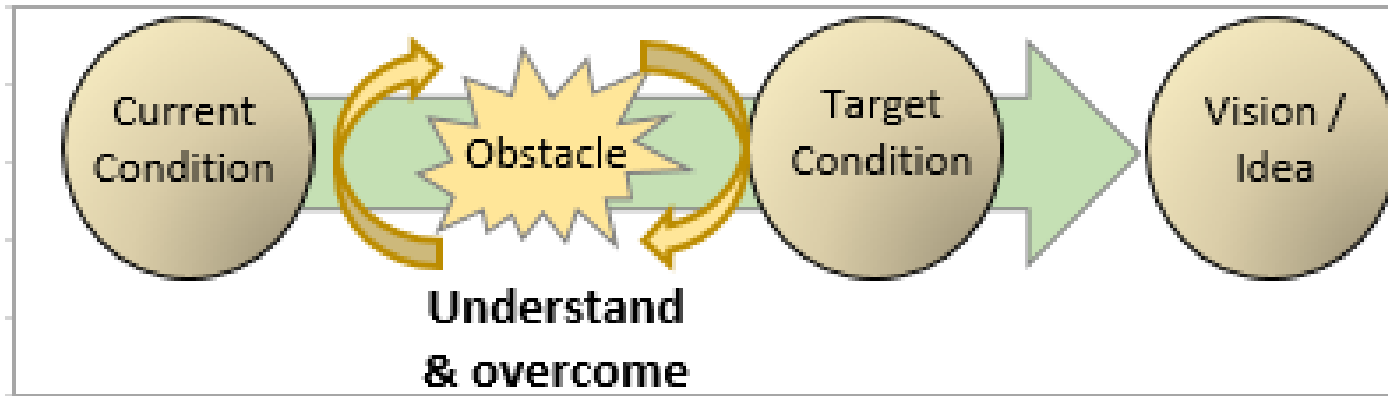 Current
Condition
Obstacle
Understand
& overcome
Target
Condition
Vision /
Idea